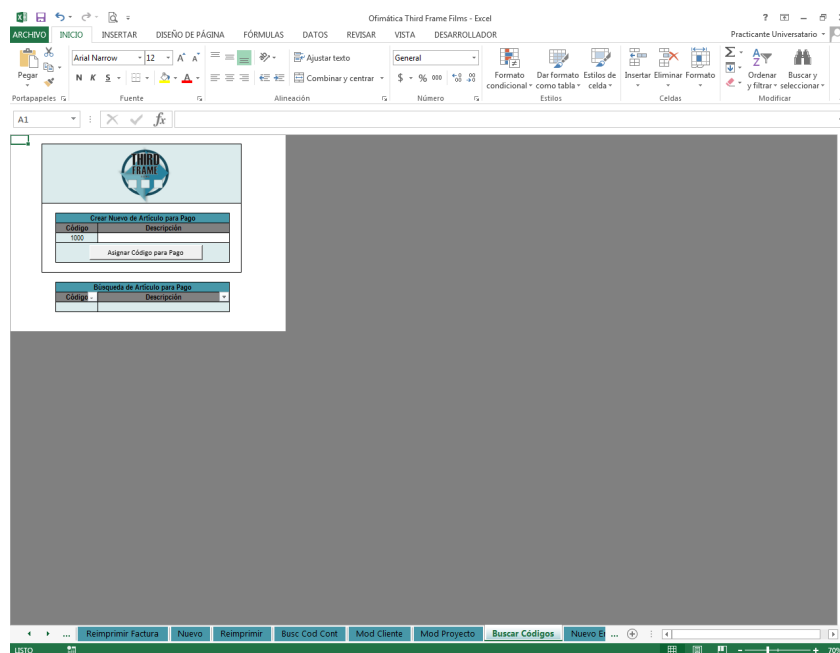 Ofimática Third Frame Films - Excel
ARCHIVO INICIO INSERTAR DISEÑO DE PÁGINA FÓRMULAS DATOS REVISAR VISTA DESARROLLADOR Practicante Universatario
Arial Narrow 12 Ajustar texto General
Pegar N K S Combinar y centrar $ % 000 Formato condicional Dar formato como tabla Estilos de celda Insertar Eliminar Formato Ordenar y filtrar Buscar y seleccionar
Portapapeles Fuente Alineación Número Estilos Celdas Modificar
A1 fx
THIRD
FRAME
Crear Nuevo de Artículo para Pago
Código Descripción
1000
Asignar Código para Pago
Búsqueda de Artículo para Pago
Código Descripción
... Reimprimir Factura Nuevo Reimprimir Busc Cod Cont Mod Cliente Mod Proyecto Buscar Códigos Nuevo ...
LISTO 70%